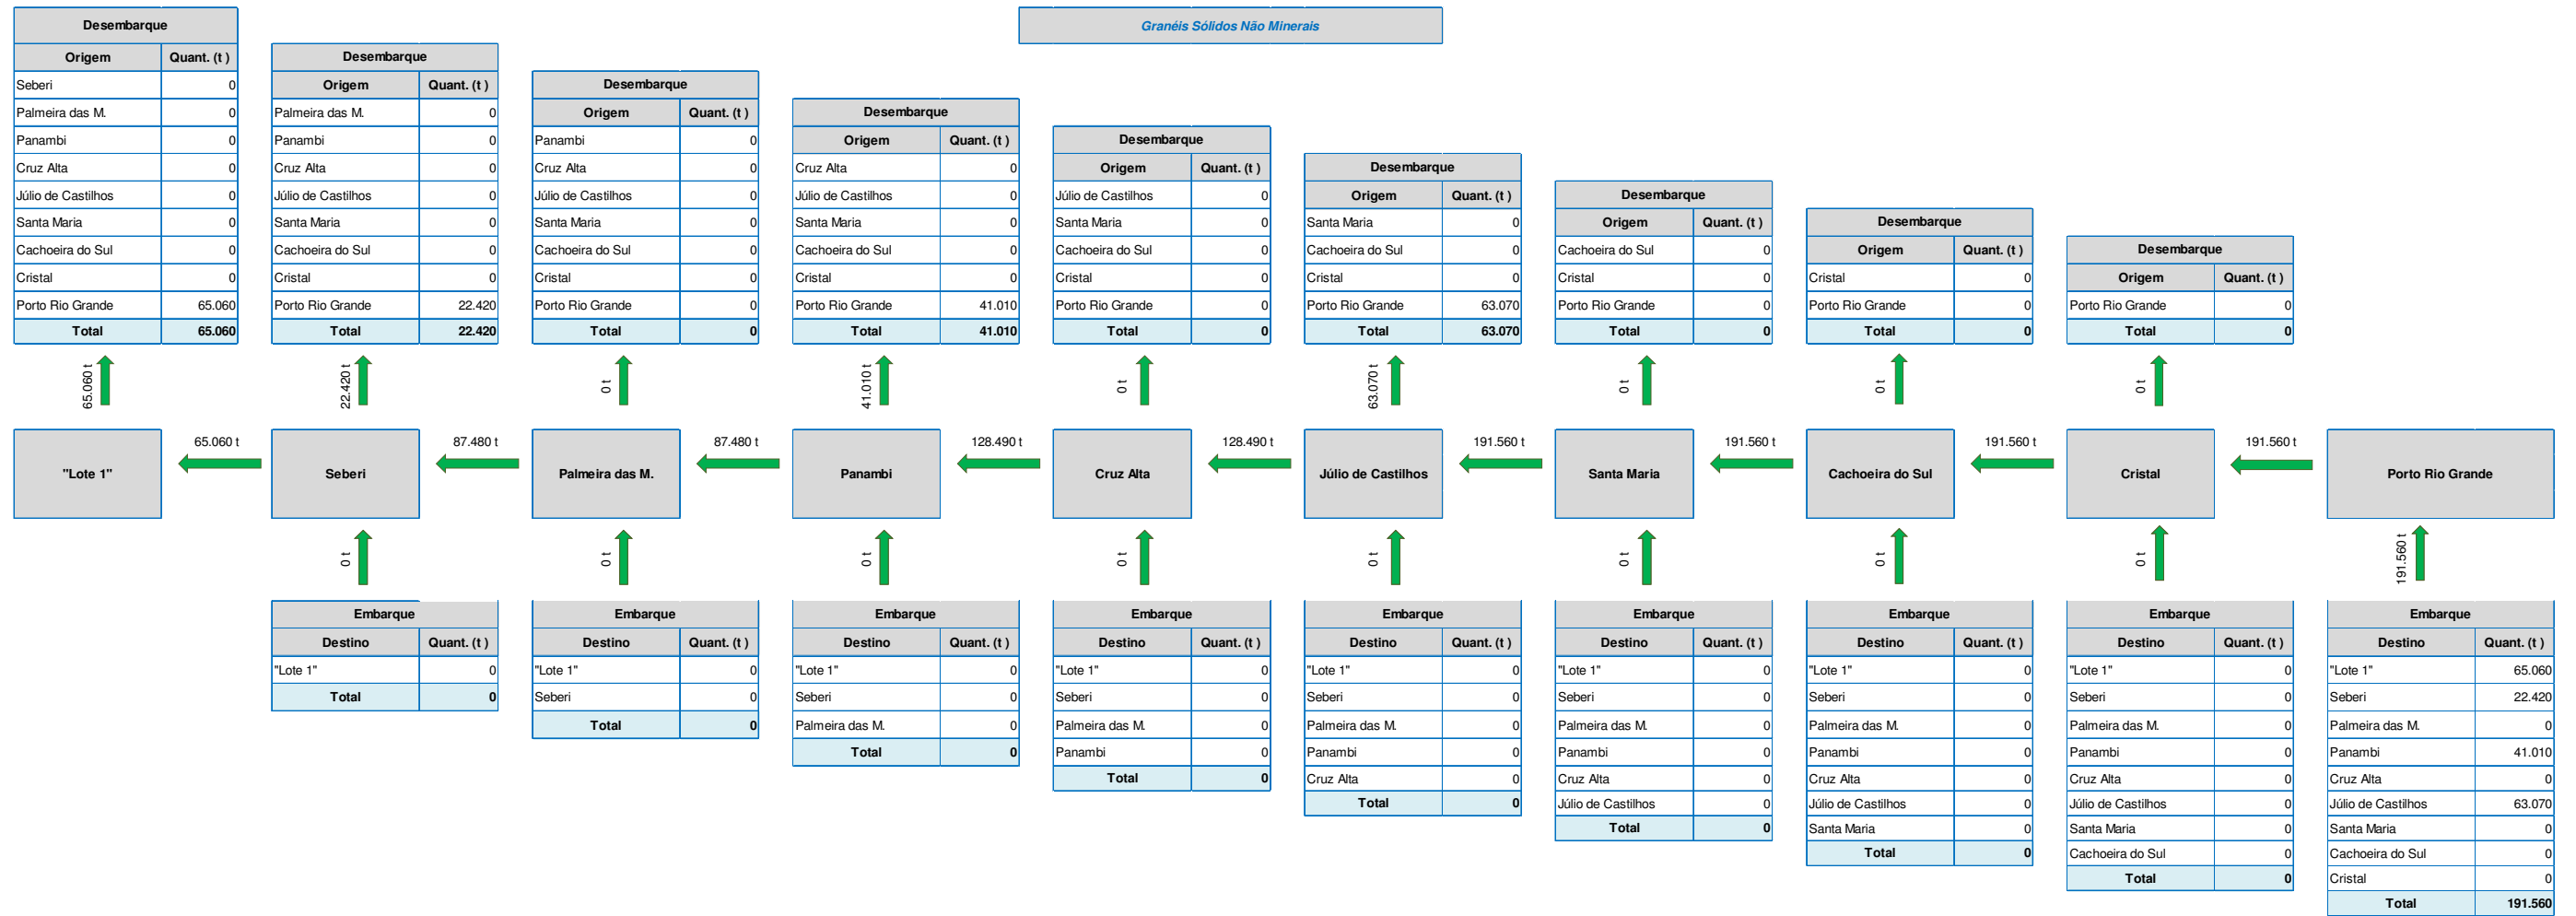 Granéis Sólidos Não Minerais
Desembarque
Origem Quant. (t )
Seberi 0
Palmeira das M. 0
Panambi 0
Cruz Alta 0
Júlio de Castilhos 0
Santa Maria 0
Cachoeira do Sul 0
Cristal 0
Porto Rio Grande 65.060
Total 65.060
Desembarque
Origem Quant. (t )
Palmeira das M. 0
Panambi 0
Cruz Alta 0
Júlio de Castilhos 0
Santa Maria 0
Cachoeira do Sul 0
Cristal 0
Porto Rio Grande 22.420
Total 22.420
Desembarque
Origem Quant. (t )
Panambi 0
Cruz Alta 0
Júlio de Castilhos 0
Santa Maria 0
Cachoeira do Sul 0
Cristal 0
Porto Rio Grande 0
Total 0
Desembarque
Origem Quant. (t )
Cruz Alta 0
Júlio de Castilhos 0
Santa Maria 0
Cachoeira do Sul 0
Cristal 0
Porto Rio Grande 41.010
Total 41.010
Desembarque
Origem Quant. (t )
Júlio de Castilhos 0
Santa Maria 0
Cachoeira do Sul 0
Cristal 0
Porto Rio Grande 0
Total 0
Desembarque
Origem Quant. (t )
Santa Maria 0
Cachoeira do Sul 0
Cristal 0
Porto Rio Grande 63.070
Total 63.070
Desembarque
Origem Quant. (t )
Cachoeira do Sul 0
Cristal 0
Porto Rio Grande 0
Total 0
Desembarque
Origem Quant. (t )
Cristal 0
Porto Rio Grande 0
Total 0
Desembarque
Origem Quant. (t )
Porto Rio Grande 0
Total 0
65.060 t
22.420 t
0 t
41.010 t
0 t
63.070 t
0 t
0 t
0 t
"Lote 1"
65.060 t
Seberi
87.480 t
Palmeira das M.
87.480 t
Panambi
128.490 t
Cruz Alta
128.490 t
Júlio de Castilhos
191.560 t
Santa Maria
191.560 t
Cachoeira do Sul
191.560 t
Cristal
191.560 t
Porto Rio Grande
0 t
0 t
0 t
0 t
0 t
0 t
0 t
0 t
191.560 t
Embarque
Destino Quant. (t )
"Lote 1" 0
Total 0
Embarque
Destino Quant. (t )
"Lote 1" 0
Seberi 0
Total 0
Embarque
Destino Quant. (t )
"Lote 1" 0
Seberi 0
Palmeira das M. 0
Total 0
Embarque
Destino Quant. (t )
"Lote 1" 0
Seberi 0
Palmeira das M. 0
Panambi 0
Total 0
Embarque
Destino Quant. (t )
"Lote 1" 0
Seberi 0
Palmeira das M. 0
Panambi 0
Cruz Alta 0
Total 0
Embarque
Destino Quant. (t )
"Lote 1" 0
Seberi 0
Palmeira das M. 0
Panambi 0
Cruz Alta 0
Júlio de Castilhos 0
Total 0
Embarque
Destino Quant. (t )
"Lote 1" 0
Seberi 0
Palmeira das M. 0
Panambi 0
Cruz Alta 0
Júlio de Castilhos 0
Santa Maria 0
Total 0
Embarque
Destino Quant. (t )
"Lote 1" 0
Seberi 0
Palmeira das M. 0
Panambi 0
Cruz Alta 0
Júlio de Castilhos 0
Santa Maria 0
Cachoeira do Sul 0
Total 0
Embarque
Destino Quant. (t )
"Lote 1" 65.060
Seberi 22.420
Palmeira das M. 0
Panambi 41.010
Cruz Alta 0
Júlio de Castilhos 63.070
Santa Maria 0
Cachoeira do Sul 0
Cristal 0
Total 191.560